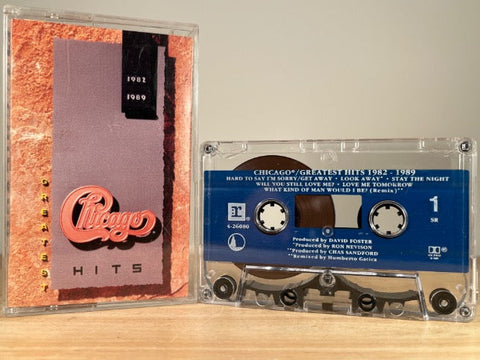 1982
1989
GREATEST
Chicago
HITS
CHICAGO®/GREATEST HITS 1982 - 1989
HARD TO SAY I'M SORRY/GET AWAY • LOOK AWAY* • STAY THE NIGHT
WILL YOU STILL LOVE ME? • LOVE ME TOMORROW
WHAT KIND OF MAN WOULD I BE? (Remix)**
1
SR
4-26080
Produced by DAVID FOSTER
*Produced by RON NEVISON
**Produced by CHAS SANDFORD
**Remixed by Humberto Gatica